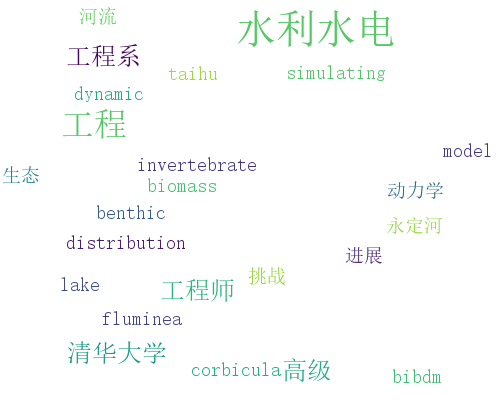 河流
水利水电
工程系
taihu
simulating
dynamic
工程
model
invertebrate
生态
biomass
动力学
benthic
永定河
distribution
进展
挑战
lake
工程师
fluminea
清华大学
corbicula
高级
bibdm